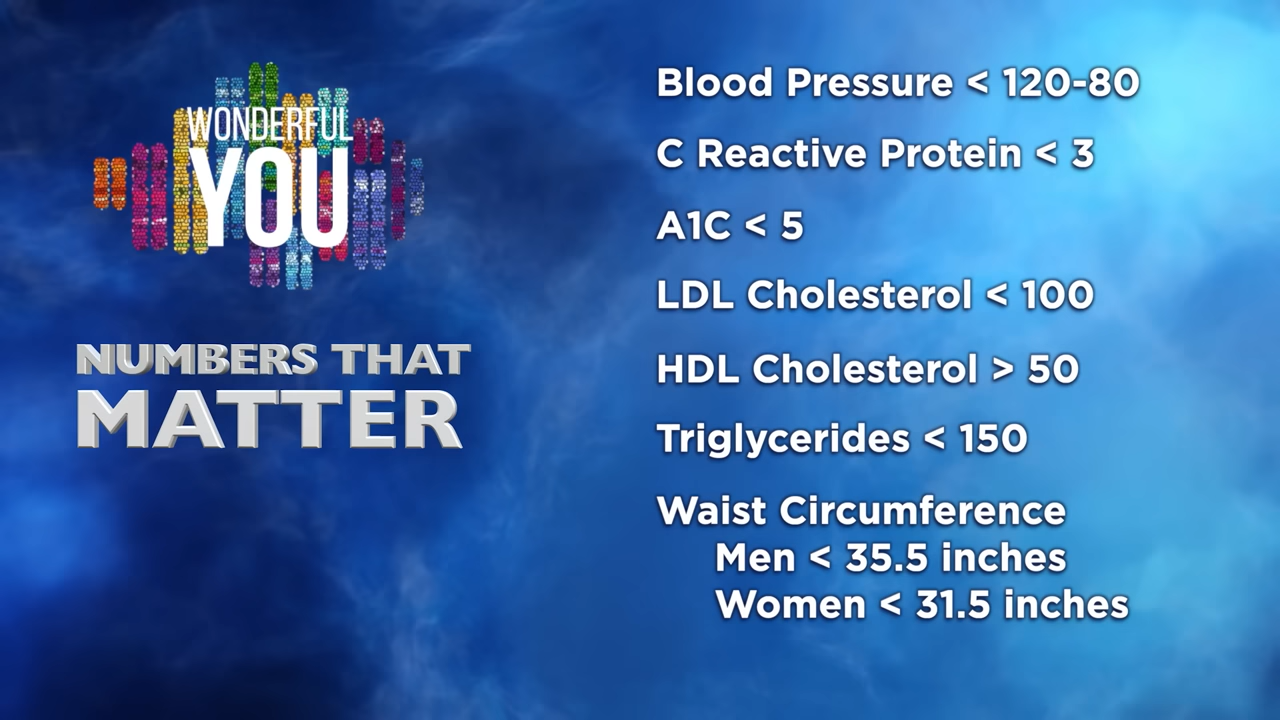 WONDERFUL
YOU
NUMBERS THAT
MATTER
Blood Pressure < 120-80
C Reactive Protein < 3
A1C < 5
LDL Cholesterol < 100
HDL Cholesterol > 50
Triglycerides < 150
Waist Circumference
Men < 35.5 inches
Women < 31.5 inches